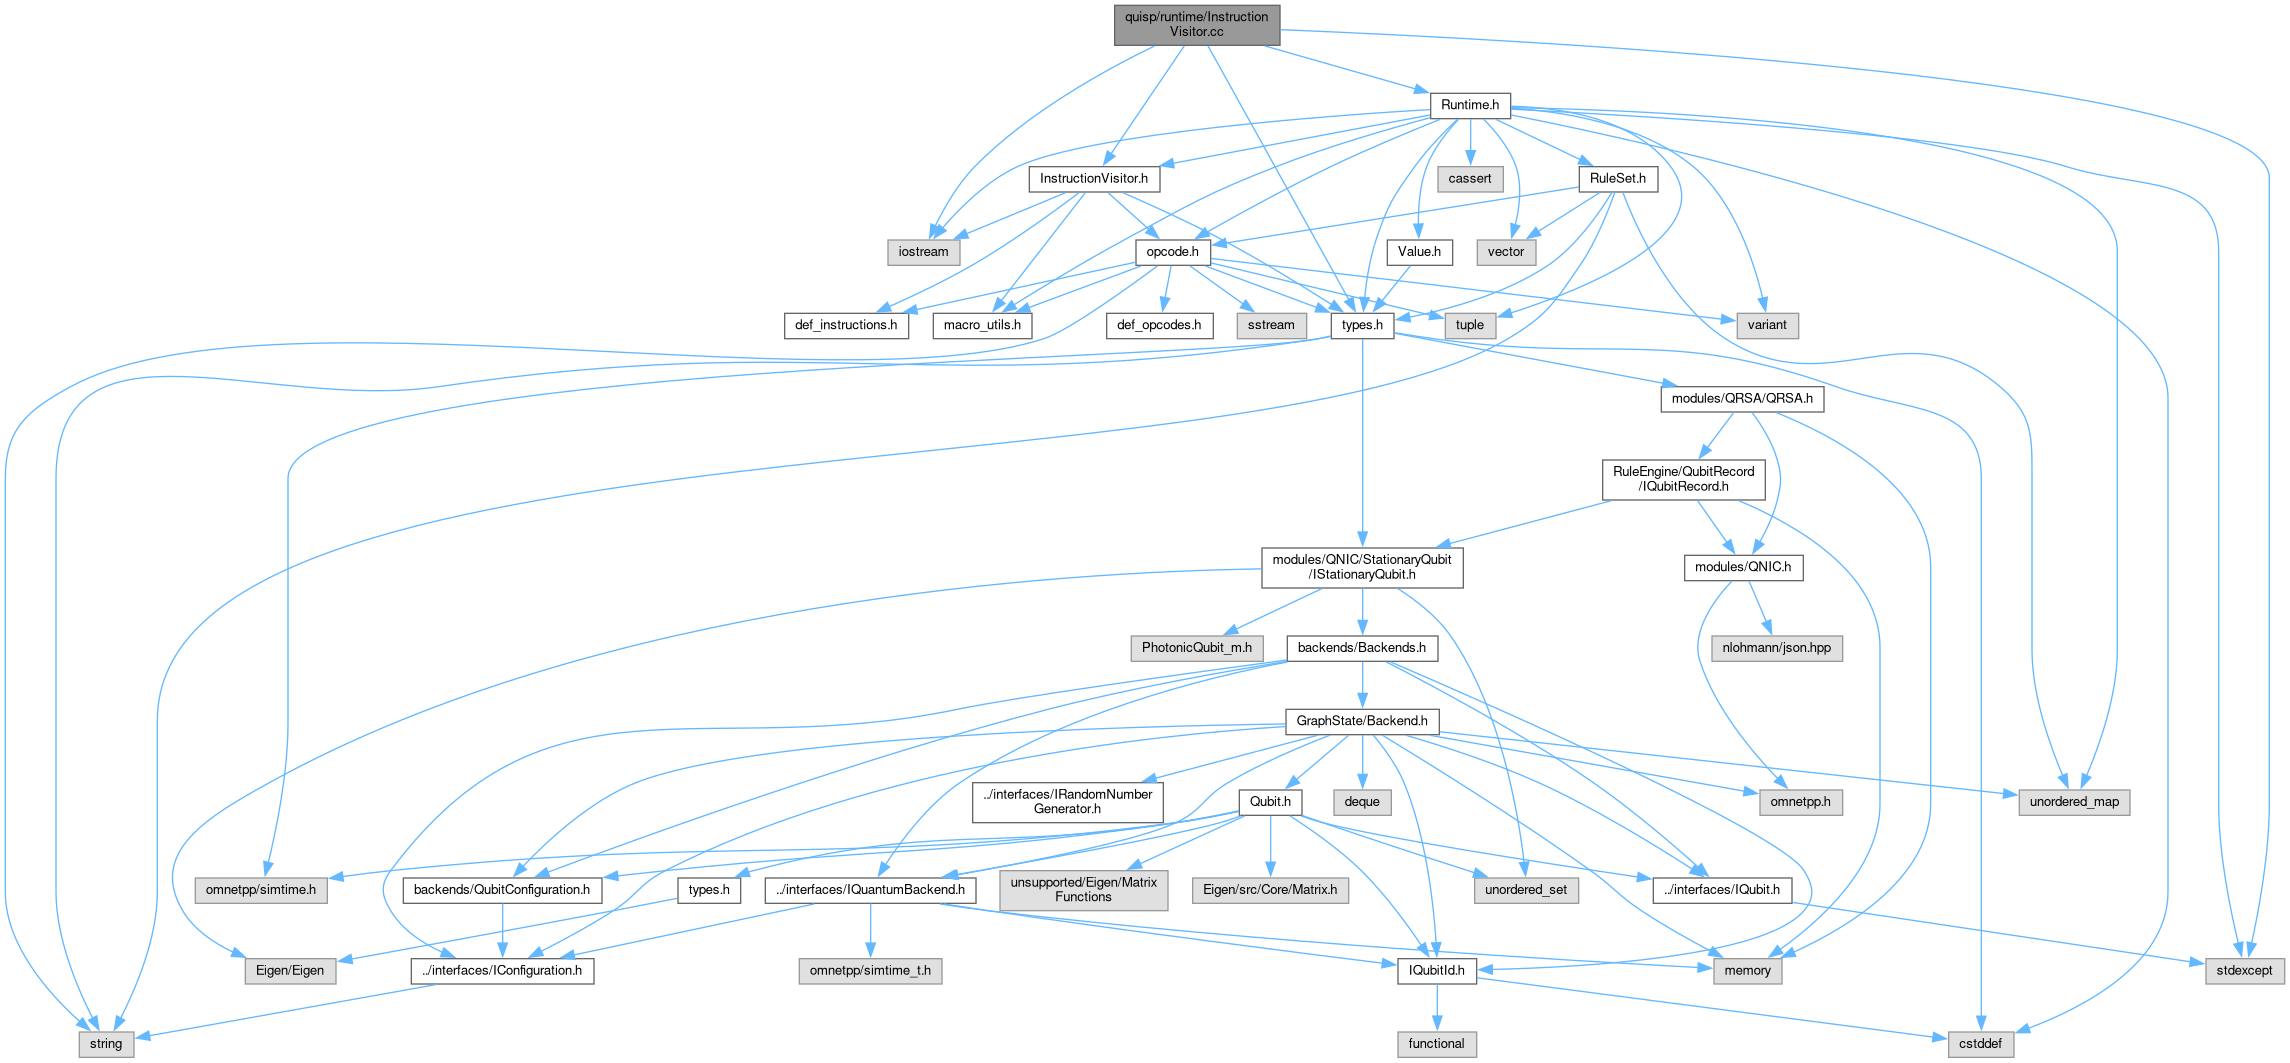 quisp/runtime/Instruction
Visitor.cc
Runtime.h
InstructionVisitor.h
cassert
RuleSet.h
iostream
opcode.h
Value.h
vector
def_instructions.h
macro_utils.h
def_opcodes.h
sstream
types.h
tuple
variant
modules/QRSA/QRSA.h
RuleEngine/QubitRecord
/IQubitRecord.h
modules/QNIC/StationaryQubit
/IStationaryQubit.h
modules/QNIC.h
PhotonicQubit_m.h
backends/Backends.h
nlohmann/json.hpp
GraphState/Backend.h
../interfaces/IRandomNumber
Generator.h
Qubit.h
deque
omnetpp.h
unordered_map
omnetpp/simtime.h
backends/QubitConfiguration.h
types.h
../interfaces/IQuantumBackend.h
unsupported/Eigen/Matrix
Functions
Eigen/src/Core/Matrix.h
unordered_set
../interfaces/IQubit.h
Eigen/Eigen
../interfaces/IConfiguration.h
omnetpp/simtime_t.h
IQubitId.h
memory
stdexcept
string
functional
cstddef